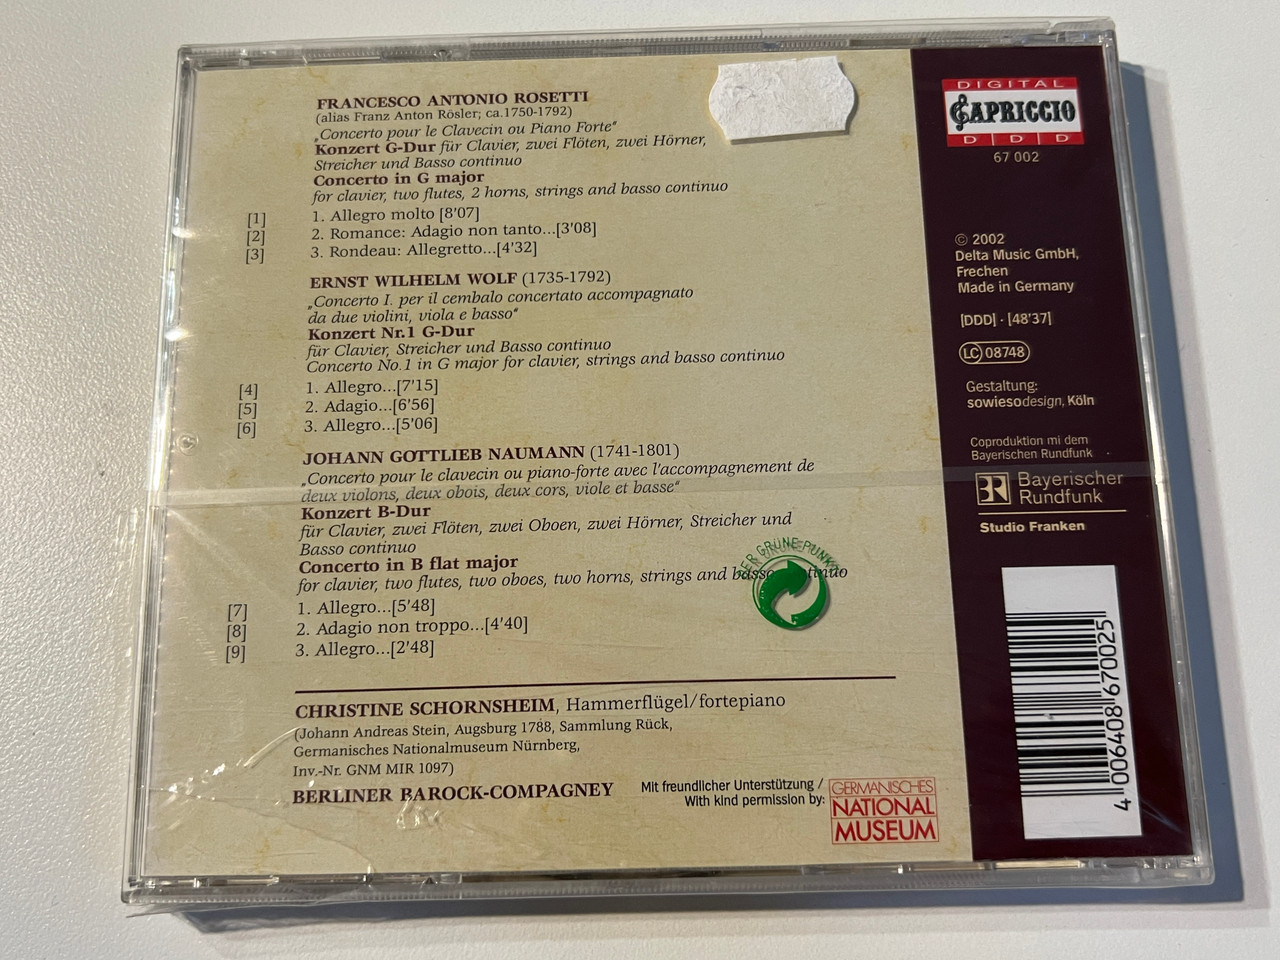 FRANCESCO ANTONIO ROSETTI
(alias Franz Anton Rösler; ca.1750-1792)
„Concerto pour le Clavecin ou Piano Forte“
Konzert G-Dur für Clavier, zwei Flöten, zwei Hörner,
Streicher und Basso continuo
Concerto in G major
for clavier, two flutes, 2 horns, strings and basso continuo
[1] 1. Allegro molto [8'07]
[2] 2. Romance: Adagio non tanto...[3'08]
[3] 3. Rondeau: Allegretto...[4'32]
ERNST WILHELM WOLF (1735-1792)
„Concerto I. per il cembalo concertato accompagnato
da due violini, viola e basso“
Konzert Nr.1 G-Dur
für Clavier, Streicher und Basso continuo
Concerto No.1 in G major for clavier, strings and basso continuo
[4] 1. Allegro...[7'15]
[5] 2. Adagio...[6'56]
[6] 3. Allegro...[5'06]
JOHANN GOTTLIEB NAUMANN (1741-1801)
„Concerto pour le clavecin ou piano-forte avec l'accompagnement de
deux violons, deux obois, deux cors, viole et basse“
Konzert B-Dur
für Clavier, zwei Flöten, zwei Oboen, zwei Hörner, Streicher und
Basso continuo
Concerto in B flat major
for clavier, two flutes, two oboes, two horns, strings and basso continuo
DER GRÜNE PUNKT
[7] 1. Allegro...[5'48]
[8] 2. Adagio non troppo...[4'40]
[9] 3. Allegro...[2'48]
CHRISTINE SCHORNSHEIM, Hammerflügel/fortepiano
(Johann Andreas Stein, Augsburg 1788, Sammlung Rück,
Germanisches Nationalmuseum Nürnberg,
Inv.-Nr. GNM MIR 1097)
BERLINER BAROCK-COMPAGNEY
Mit freundlicher Unterstützung /
With kind permission by:
GERMANISCHES
NATIONAL
MUSEUM
DIGITAL
CAPRICCIO
D D D
67 002
© 2002
Delta Music GmbH,
Frechen
Made in Germany
|DDD| · [48'37]
LC 08748
Gestaltung:
sowiesodesign, Köln
Coproduktion mi dem
Bayerischen Rundfunk
BR Bayerischer
Rundfunk
Studio Franken
4 006408 670025